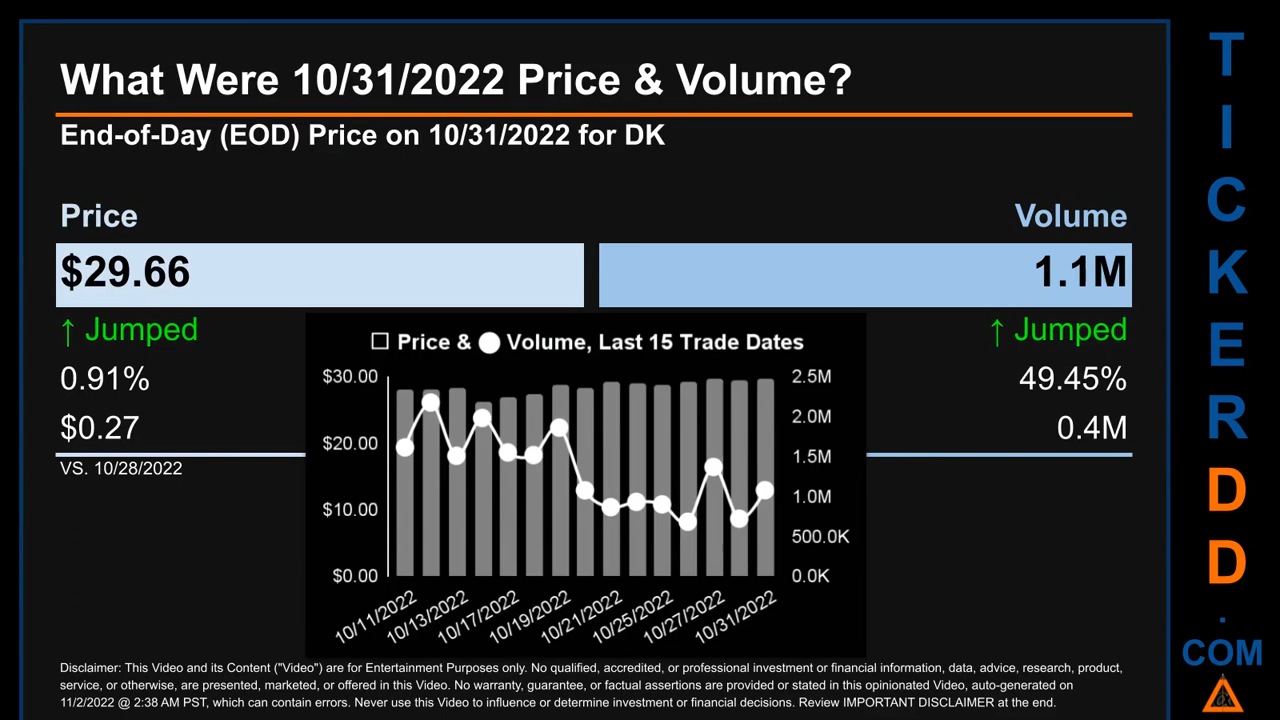 What Were 10/31/2022 Price & Volume?
End-of-Day (EOD) Price on 10/31/2022 for DK
Price
Volume
$29.66
1.1M
↑ Jumped
↑ Jumped
0.91%
49.45%
$0.27
0.4M
VS. 10/28/2022
Price & Volume, Last 15 Trade Dates
$30.00
$20.00
$10.00
$0.00
2.5M
2.0M
1.5M
1.0M
500.0K
0.0K
10/11/2022
10/13/2022
10/17/2022
10/19/2022
10/21/2022
10/25/2022
10/27/2022
10/31/2022
Disclaimer: This Video and its Content ("Video") are for Entertainment Purposes only. No qualified, accredited, or professional investment or financial information, data, advice, research, product,
service, or otherwise, are presented, marketed, or offered in this Video. No warranty, guarantee, or factual assertions are provided or stated in this opinionated Video, auto-generated on
11/2/2022 @ 2:38 AM PST, which can contain errors. Never use this Video to influence or determine investment or financial decisions. Review IMPORTANT DISCLAIMER at the end.
T
I
C
K
E
R
D
D
.
COM